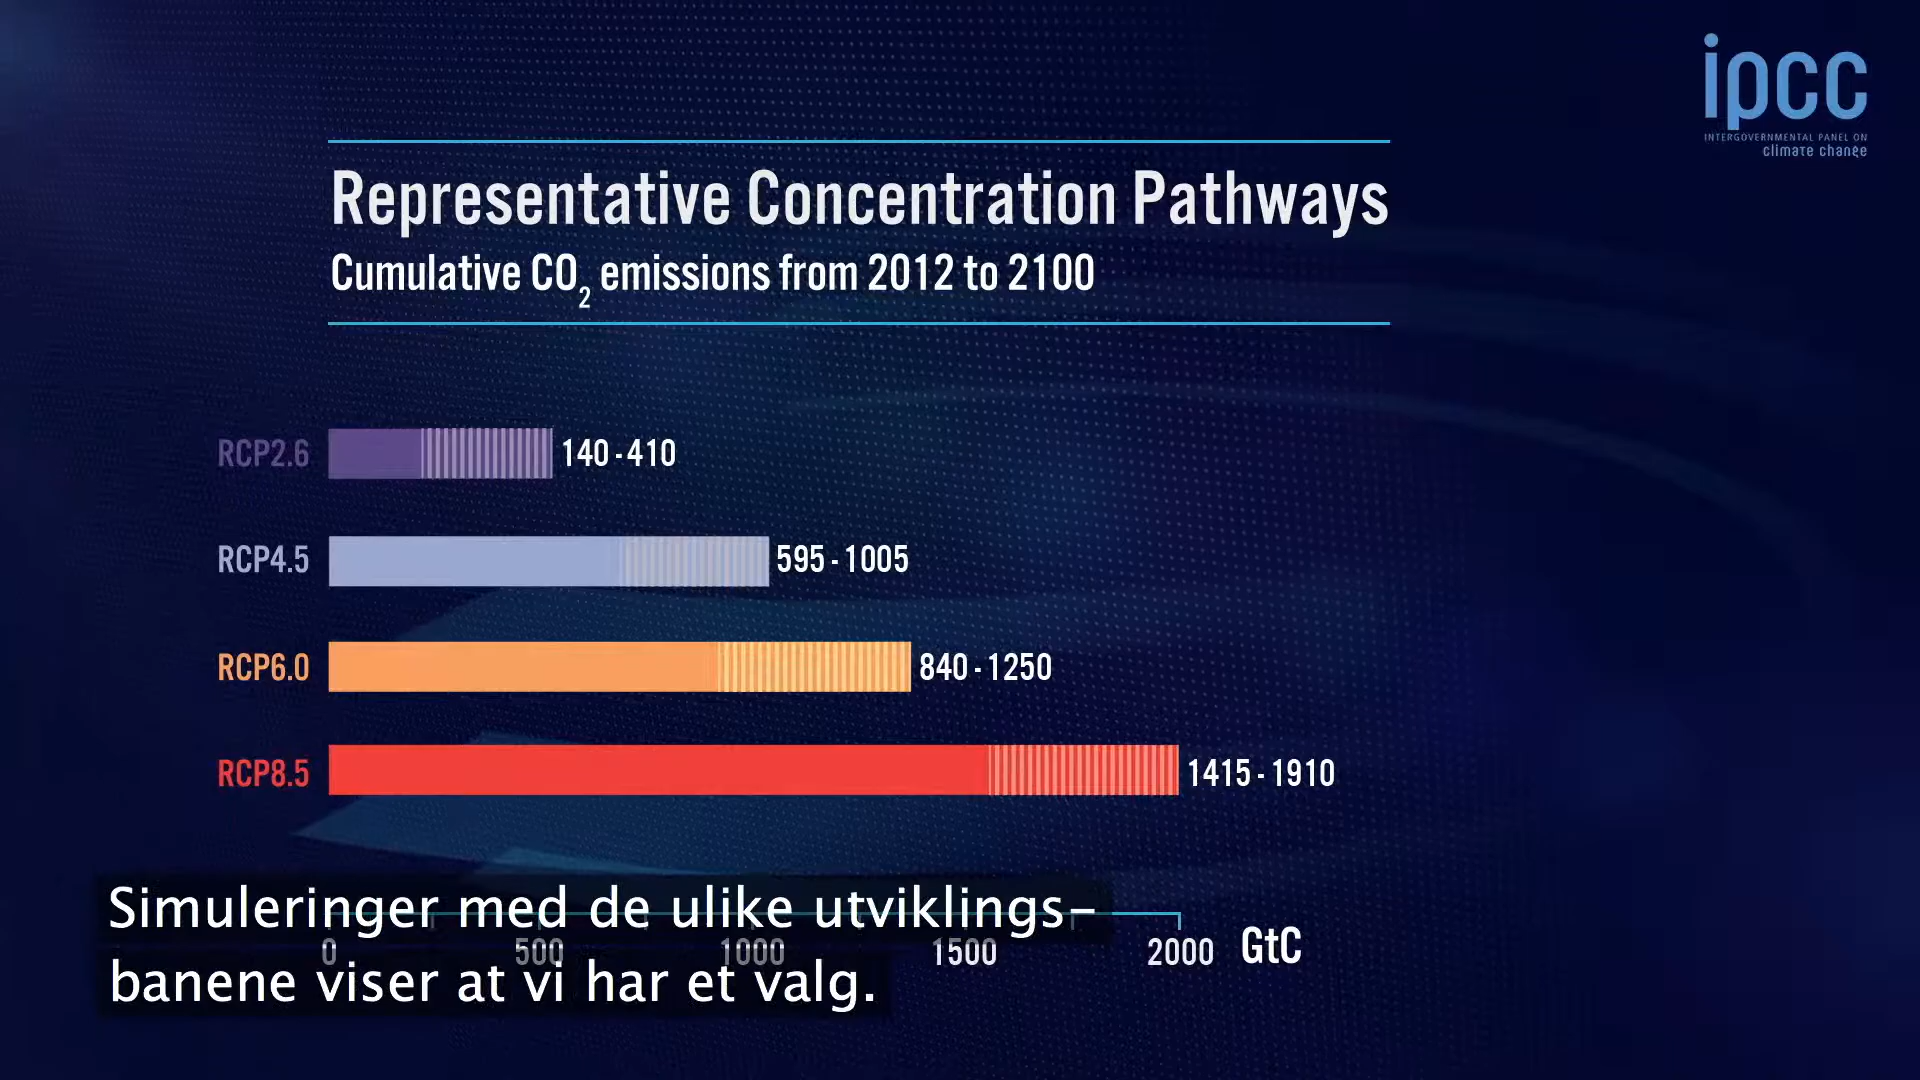 ipcc
INTERGOVERNMENTAL PANEL ON
climate change
Representative Concentration Pathways
Cumulative CO₂ emissions from 2012 to 2100
RCP2.6 140 - 410
RCP4.5 595 - 1005
RCP6.0 840 - 1250
RCP8.5 1415 - 1910
0 500 1000 1500 2000 GtC
Simuleringer med de ulike utviklings-
banene viser at vi har et valg.